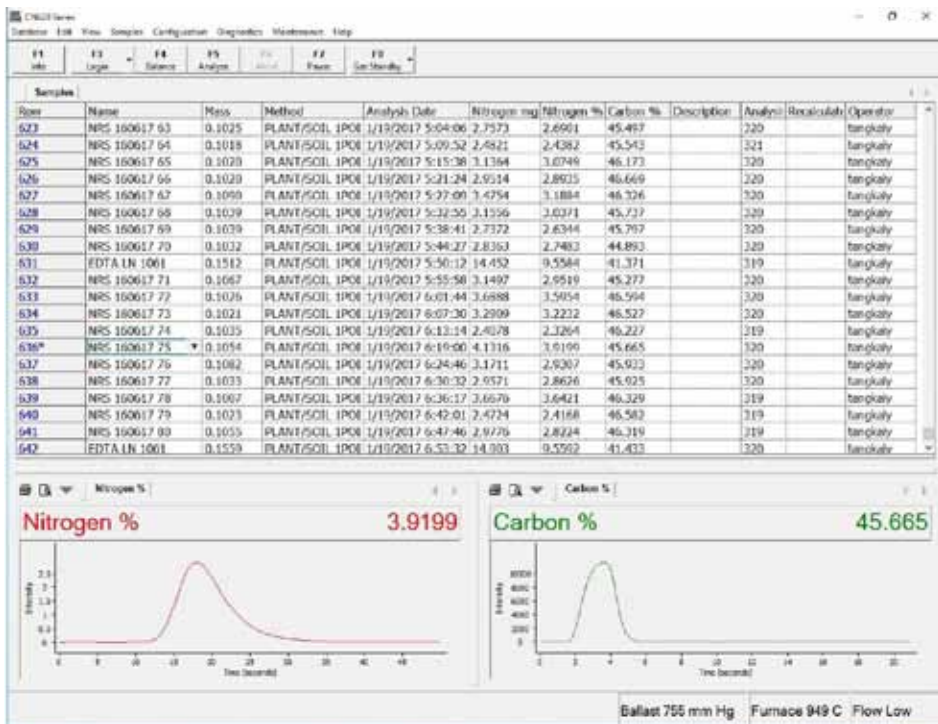 CN628 Series
Database Edit View Samples Configuration Diagnostics Maintenance Help
F1 F3 F4 F5 F7 F8
Info Login Balance Analyze Pause Gas Standby
Samples
Row Name Mass Method Analysis Date Nitrogen mg Nitrogen % Carbon % Description Analysi Recalculati Operator
623 NRS 160617 63 0.1025 PLANT/SOIL 1POI 1/19/2017 5:04:06 2.7573 2.6901 45.497 320 tangkaly
624 NRS 160617 64 0.1018 PLANT/SOIL 1POI 1/19/2017 5:09:52 2.4821 2.4382 45.543 321 tangkaly
625 NRS 160617 65 0.1020 PLANT/SOIL 1POI 1/19/2017 5:15:38 3.1364 3.0749 46.173 320 tangkaly
626 NRS 160617 66 0.1020 PLANT/SOIL 1POI 1/19/2017 5:21:24 2.9514 2.8935 46.669 320 tangkaly
627 NRS 160617 67 0.1090 PLANT/SOIL 1POI 1/19/2017 5:27:09 3.4754 3.1884 46.326 320 tangkaly
628 NRS 160617 68 0.1039 PLANT/SOIL 1POI 1/19/2017 5:32:55 3.1556 3.0371 45.737 320 tangkaly
629 NRS 160617 69 0.1039 PLANT/SOIL 1POI 1/19/2017 5:38:41 2.7372 2.6344 45.797 320 tangkaly
630 NRS 160617 70 0.1032 PLANT/SOIL 1POI 1/19/2017 5:44:27 2.8363 2.7483 44.893 320 tangkaly
631 EDTA LN 1061 0.1512 PLANT/SOIL 1POI 1/19/2017 5:50:12 14.452 9.5584 41.371 319 tangkaly
632 NRS 160617 71 0.1067 PLANT/SOIL 1POI 1/19/2017 5:55:58 3.1497 2.9519 45.277 320 tangkaly
633 NRS 160617 72 0.1026 PLANT/SOIL 1POI 1/19/2017 6:01:44 3.6888 3.5954 46.594 320 tangkaly
634 NRS 160617 73 0.1021 PLANT/SOIL 1POI 1/19/2017 6:07:30 3.2909 3.2232 46.527 320 tangkaly
635 NRS 160617 74 0.1035 PLANT/SOIL 1POI 1/19/2017 6:13:14 2.4078 2.3264 46.227 319 tangkaly
636* NRS 160617 75 0.1054 PLANT/SOIL 1POI 1/19/2017 6:19:00 4.1316 3.9199 45.665 320 tangkaly
637 NRS 160617 76 0.1082 PLANT/SOIL 1POI 1/19/2017 6:24:46 3.1711 2.9307 45.933 320 tangkaly
638 NRS 160617 77 0.1033 PLANT/SOIL 1POI 1/19/2017 6:30:32 2.9571 2.8626 45.925 320 tangkaly
639 NRS 160617 78 0.1007 PLANT/SOIL 1POI 1/19/2017 6:36:17 3.6676 3.6421 46.329 319 tangkaly
640 NRS 160617 79 0.1023 PLANT/SOIL 1POI 1/19/2017 6:42:01 2.4724 2.4168 46.582 319 tangkaly
641 NRS 160617 80 0.1055 PLANT/SOIL 1POI 1/19/2017 6:47:46 2.9776 2.8224 46.319 319 tangkaly
642 EDTA LN 1061 0.1559 PLANT/SOIL 1POI 1/19/2017 6:53:32 14.903 9.5592 41.433 320 tangkaly
Nitrogen % Carbon %
Nitrogen % 3.9199 Carbon % 45.665
Intensity Intensity
Time (seconds) Time (seconds)
Ballast 755 mm Hg Furnace 949 C Flow Low